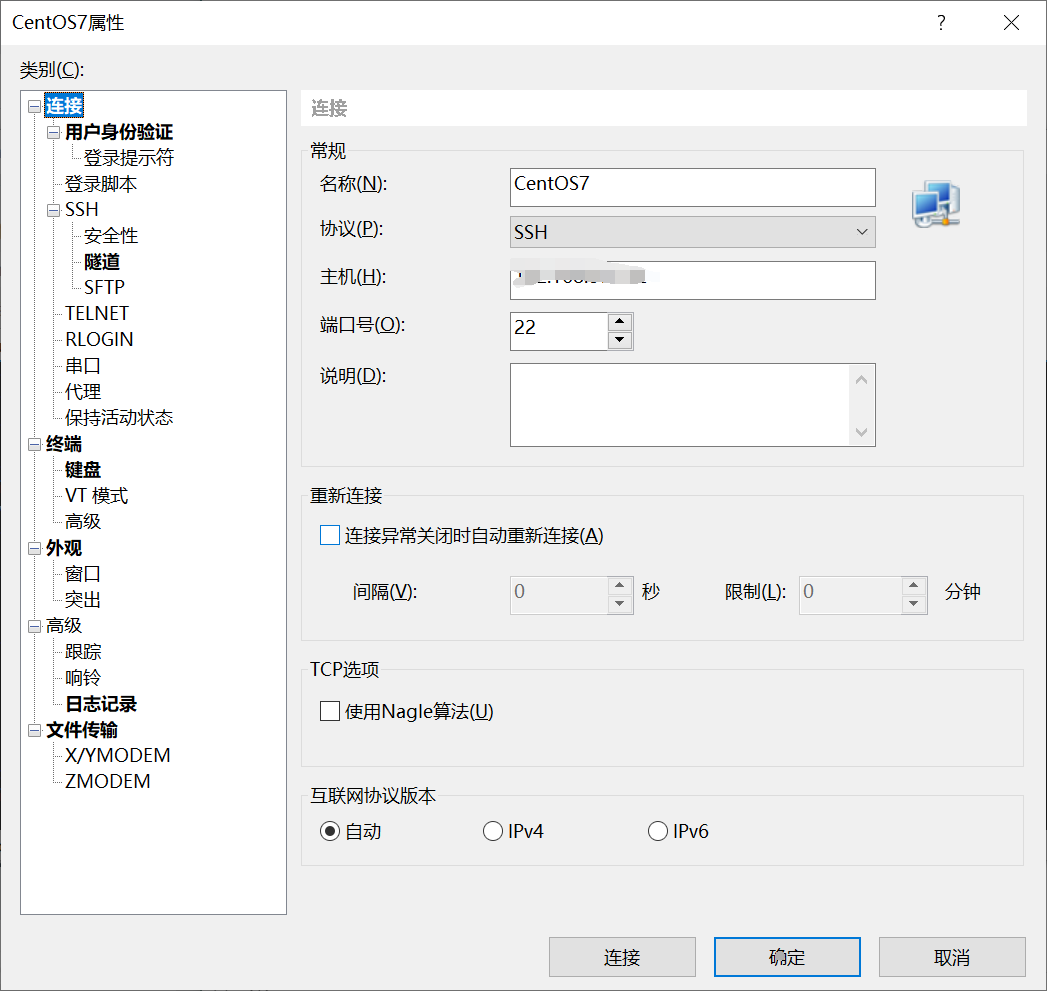 CentOS7属性
类别(C):
连接
用户身份验证
登录提示符
登录脚本
SSH
安全性
隧道
SFTP
TELNET
RLOGIN
串口
代理
保持活动状态
终端
键盘
VT 模式
高级
外观
窗口
突出
高级
跟踪
响铃
日志记录
文件传输
X/YMODEM
ZMODEM
连接
常规
名称(N): CentOS7
协议(P): SSH
主机(H):
端口号(O): 22
说明(D):
重新连接
连接异常关闭时自动重新连接(A)
间隔(V): 0 秒 限制(L): 0 分钟
TCP选项
使用Nagle算法(U)
互联网协议版本
自动 IPv4 IPv6
连接 确定 取消